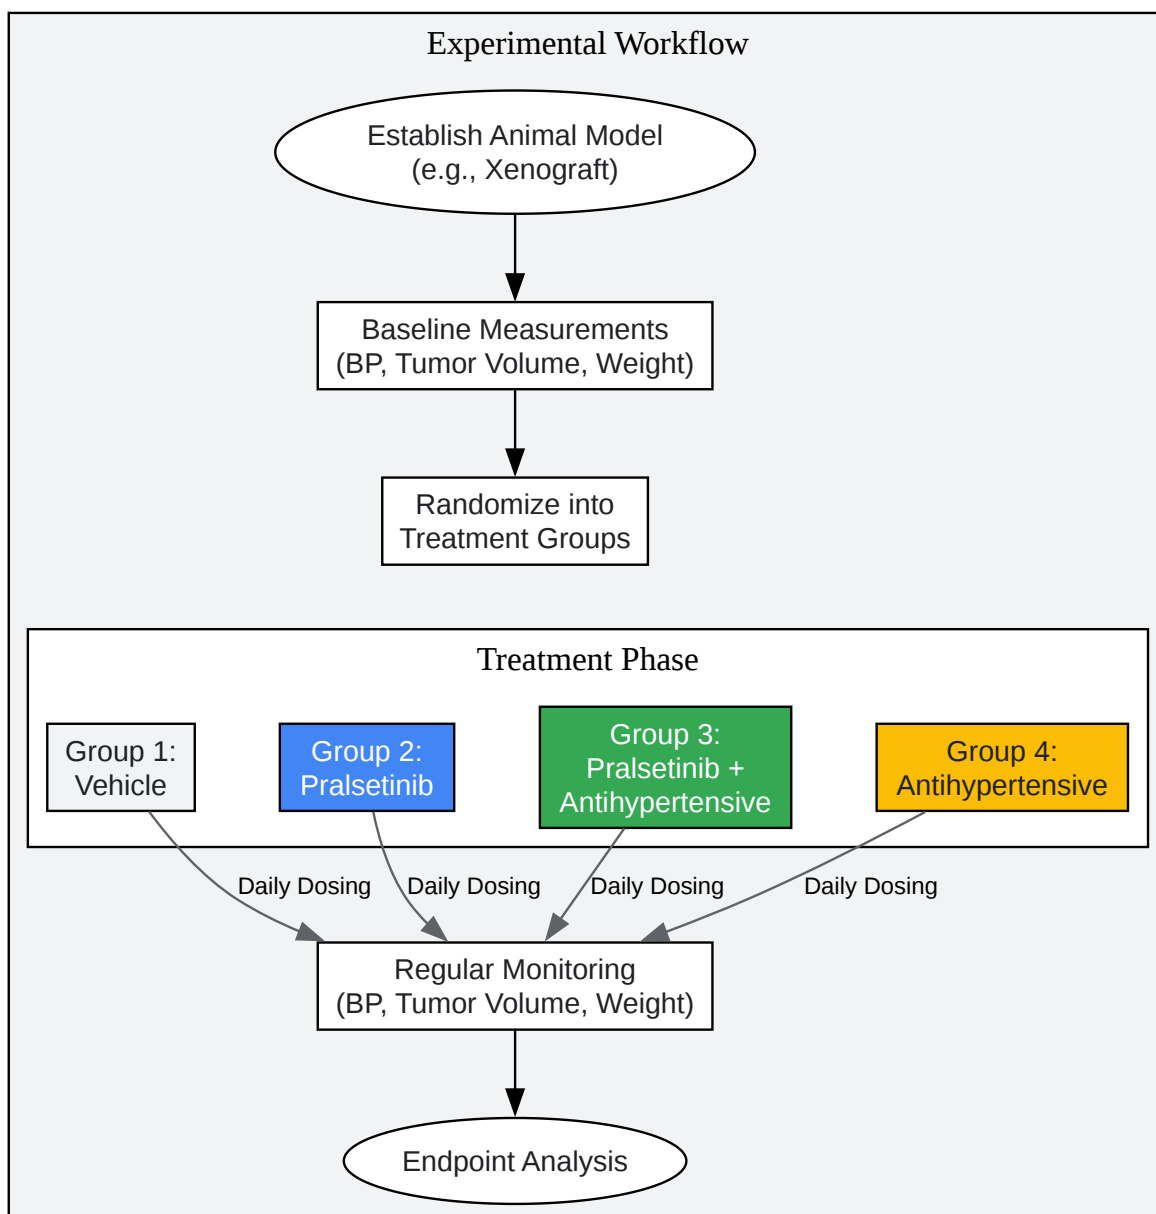 Experimental Workflow
Establish Animal Model
(e.g., Xenograft)
Baseline Measurements
(BP, Tumor Volume, Weight)
Randomize into
Treatment Groups
Treatment Phase
Group 1:
Vehicle
Group 2:
Pralsetinib
Group 3:
Pralsetinib +
Antihypertensive
Group 4:
Antihypertensive
Daily Dosing
Daily Dosing
Daily Dosing
Daily Dosing
Regular Monitoring
(BP, Tumor Volume, Weight)
Endpoint Analysis